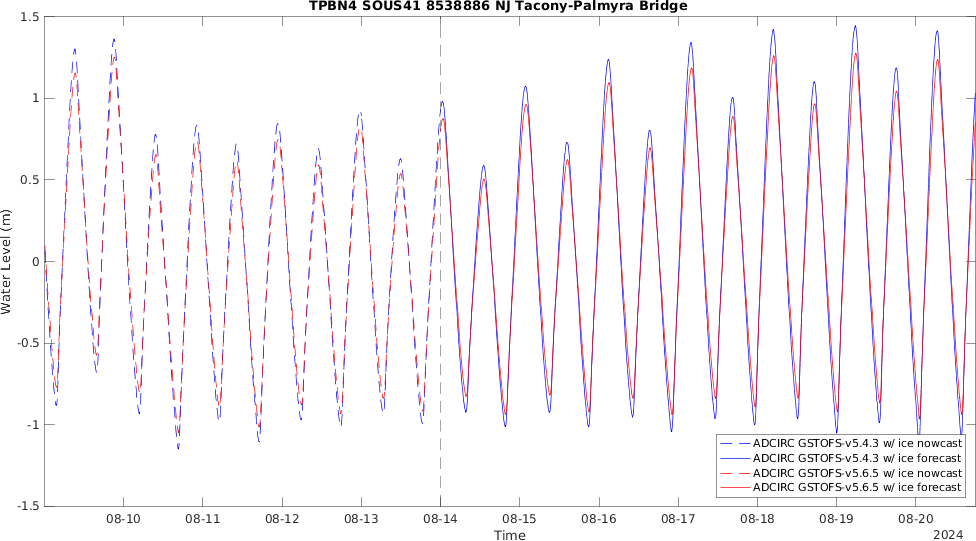 TPBN4 SOUS41 8538886 NJ Tacony-Palmyra Bridge
1.5
1
0.5
0
-0.5
-1
-1.5
Water Level (m)
08-10 08-11 08-12 08-13 08-14 08-15 08-16 08-17 08-18 08-19 08-20
Time
2024
ADCIRC GSTOFS-v5.4.3 w/ ice nowcast
ADCIRC GSTOFS-v5.4.3 w/ ice forecast
ADCIRC GSTOFS-v5.6.5 w/ ice nowcast
ADCIRC GSTOFS-v5.6.5 w/ ice forecast